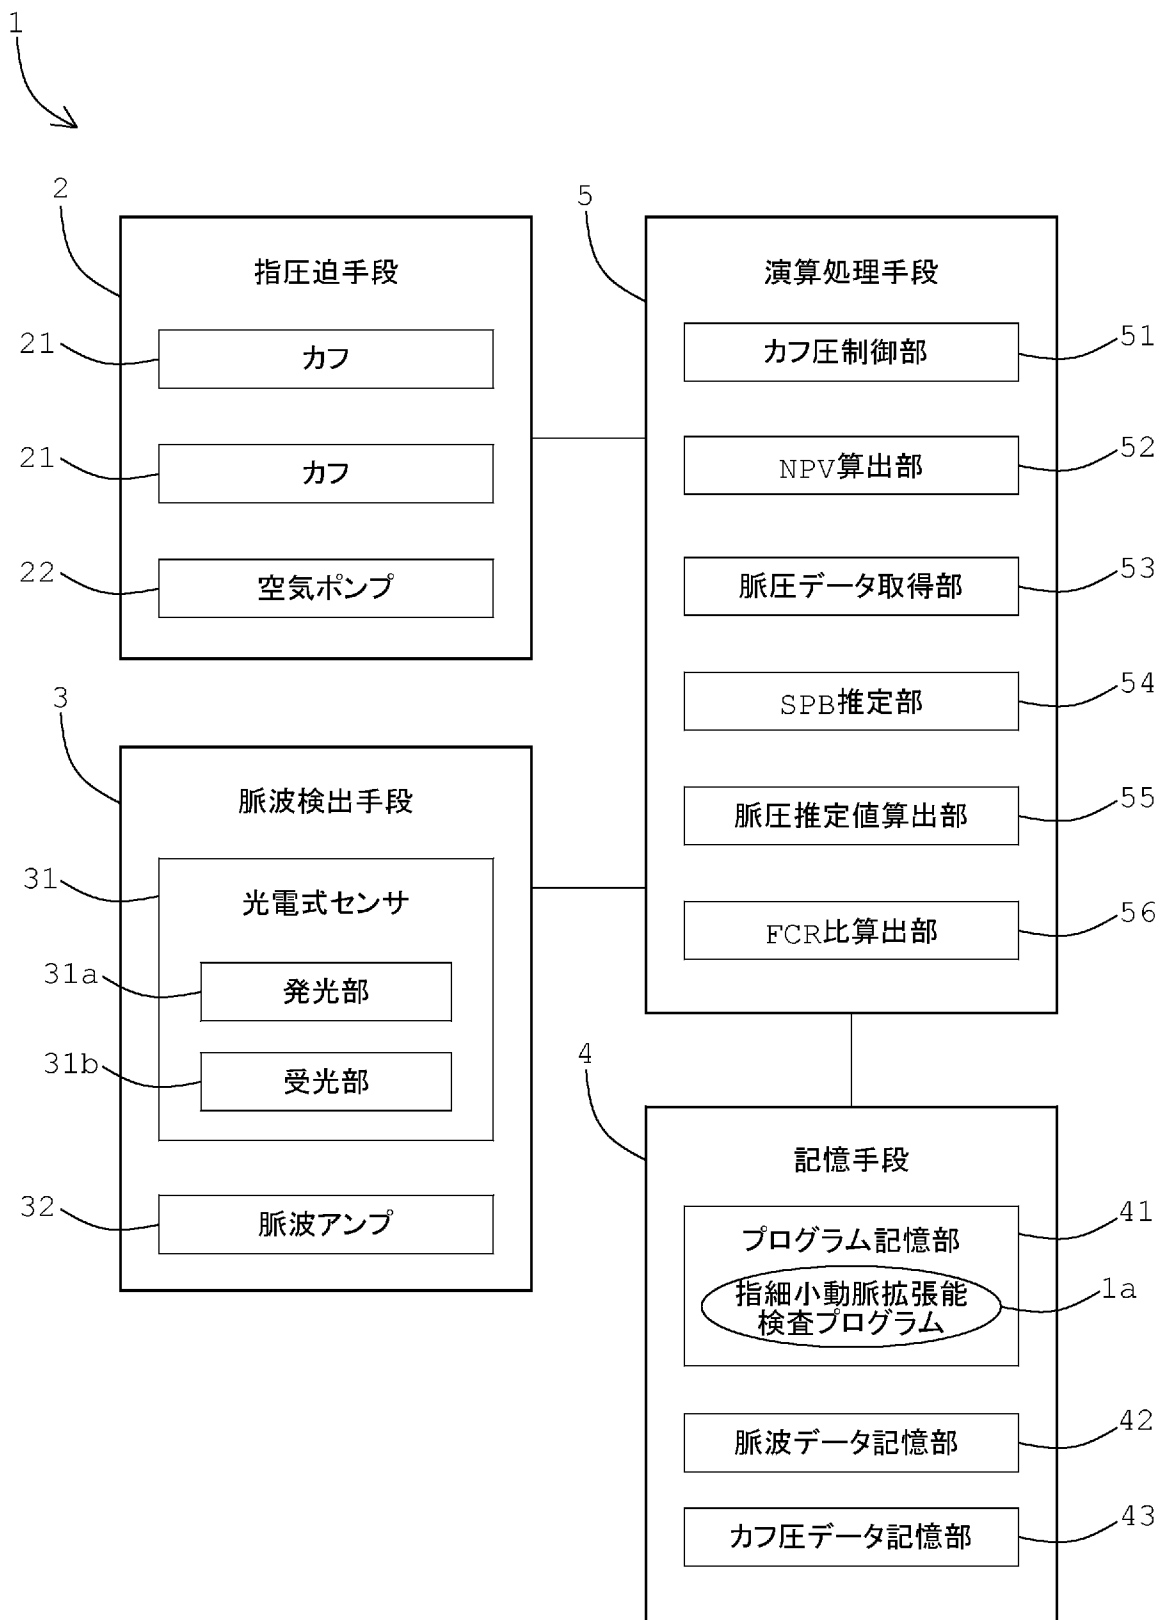 1
2
指圧迫手段
21
カフ
21
カフ
22
空気ポンプ
3
脈波検出手段
31
光電式センサ
31a
発光部
31b
受光部
32
脈波アンプ
5
演算処理手段
カフ圧制御部
51
NPV算出部
52
脈圧データ取得部
53
SPB推定部
54
脈圧推定値算出部
55
FCR比算出部
56
4
記憶手段
プログラム記憶部
41
指細小動脈拡張能
検査プログラム
1a
脈波データ記憶部
42
カフ圧データ記憶部
43